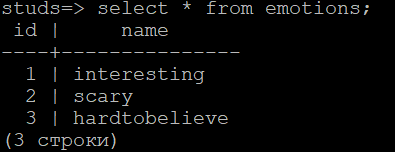 studs=> select * from emotions;
 id |     name
----+---------------
  1 | interesting
  2 | scary
  3 | hardtobelieve
(3 строки)